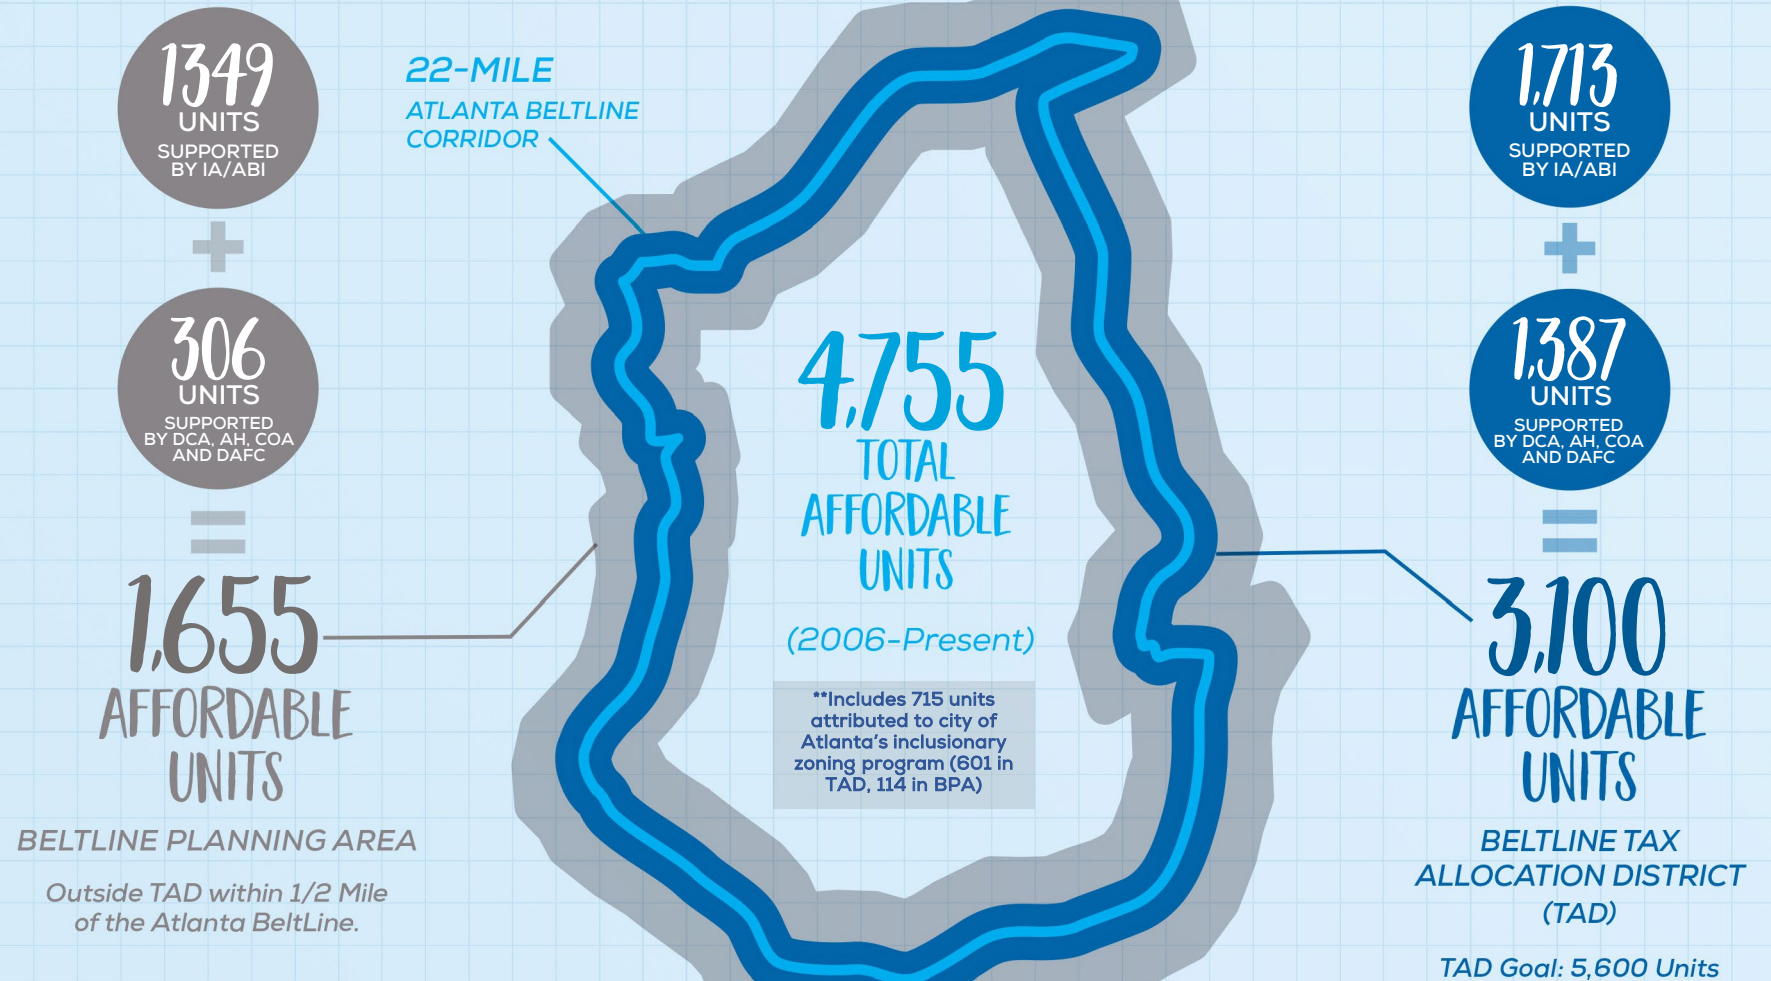 1349
UNITS
SUPPORTED
BY IA/ABI
+
306
UNITS
SUPPORTED
BY DCA, AH, COA
AND DAFC
=
1,655
AFFORDABLE
UNITS
BELTLINE PLANNING AREA
Outside TAD within 1/2 Mile
of the Atlanta BeltLine.
22-MILE
ATLANTA BELTLINE
CORRIDOR
4,755
TOTAL
AFFORDABLE
UNITS
(2006-Present)
**Includes 715 units
attributed to city of
Atlanta's inclusionary
zoning program (601 in
TAD, 114 in BPA)
1,713
UNITS
SUPPORTED
BY IA/ABI
+
1,387
UNITS
SUPPORTED
BY DCA, AH, COA
AND DAFC
=
3,100
AFFORDABLE
UNITS
BELTLINE TAX
ALLOCATION DISTRICT
(TAD)
TAD Goal: 5,600 Units